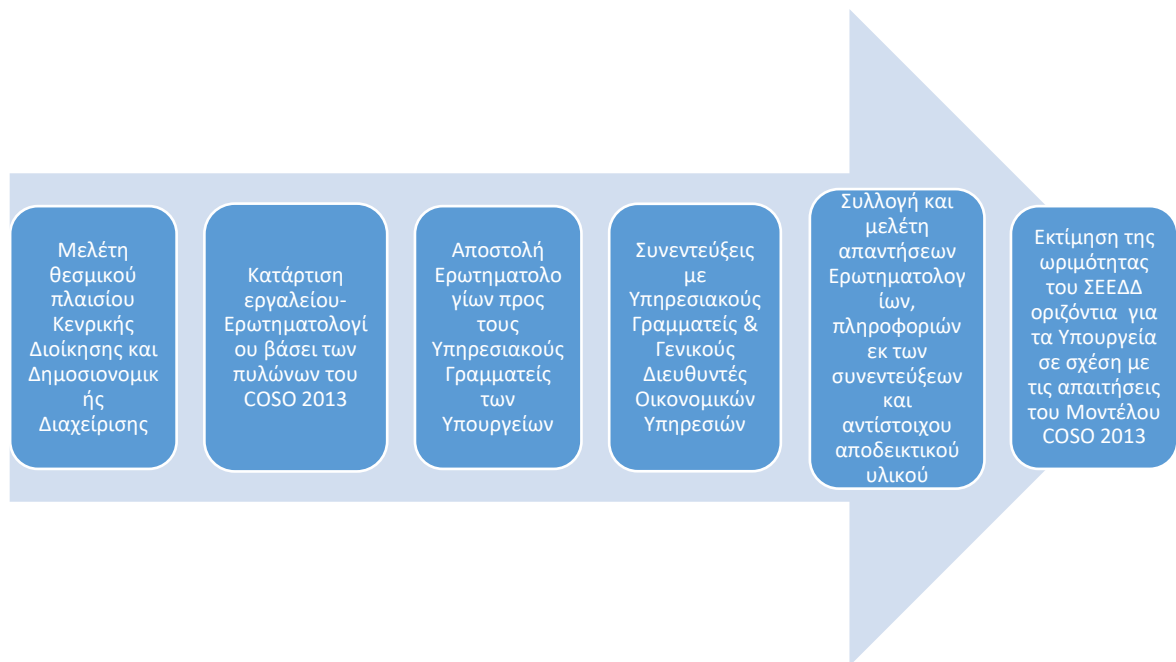 Μελέτη
θεσμικού
πλαισίου
Κενρικής
Διοίκησης και
Δημοσιονομικ
ής
Διαχείρισης
Κατάρτιση
εργαλείου-
Ερωτηματολογί
ου βάσει των
πυλώνων του
COSO 2013
Αποστολή
Ερωτηματολο
γίων προς
τους
Υπηρεσιακούς
Γραμματείς
των
Υπουργείων
Συνεντεύξεις
με
Υπηρεσιακούς
Γραμματείς &
Γενικούς
Διευθυντές
Οικονομικών
Υπηρεσιών
Συλλογή και
μελέτη
απαντήσεων
Ερωτηματολογ
ίων,
πληροφοριών
εκ των
συνεντεύξεων
και
αντίστοιχου
αποδεικτικού
υλικού
Εκτίμηση της
ωριμότητας
του ΣΕΕΔΔ
οριζόντια για
τα Υπουργεία
σε σχέση με
τις απαιτήσεις
του Μοντέλου
COSO 2013